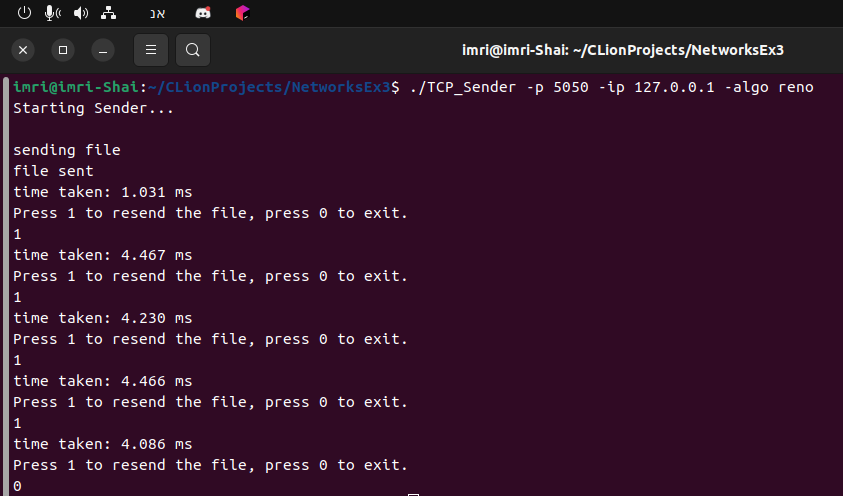 אנ
imri@imri-Shai: ~/CLionProjects/NetworksEx3
imri@imri-Shai:~/CLionProjects/NetworksEx3$ ./TCP_Sender -p 5050 -ip 127.0.0.1 -algo reno
Starting Sender...
sending file
file sent
time taken: 1.031 ms
Press 1 to resend the file, press 0 to exit.
1
time taken: 4.467 ms
Press 1 to resend the file, press 0 to exit.
1
time taken: 4.230 ms
Press 1 to resend the file, press 0 to exit.
1
time taken: 4.466 ms
Press 1 to resend the file, press 0 to exit.
1
time taken: 4.086 ms
Press 1 to resend the file, press 0 to exit.
0